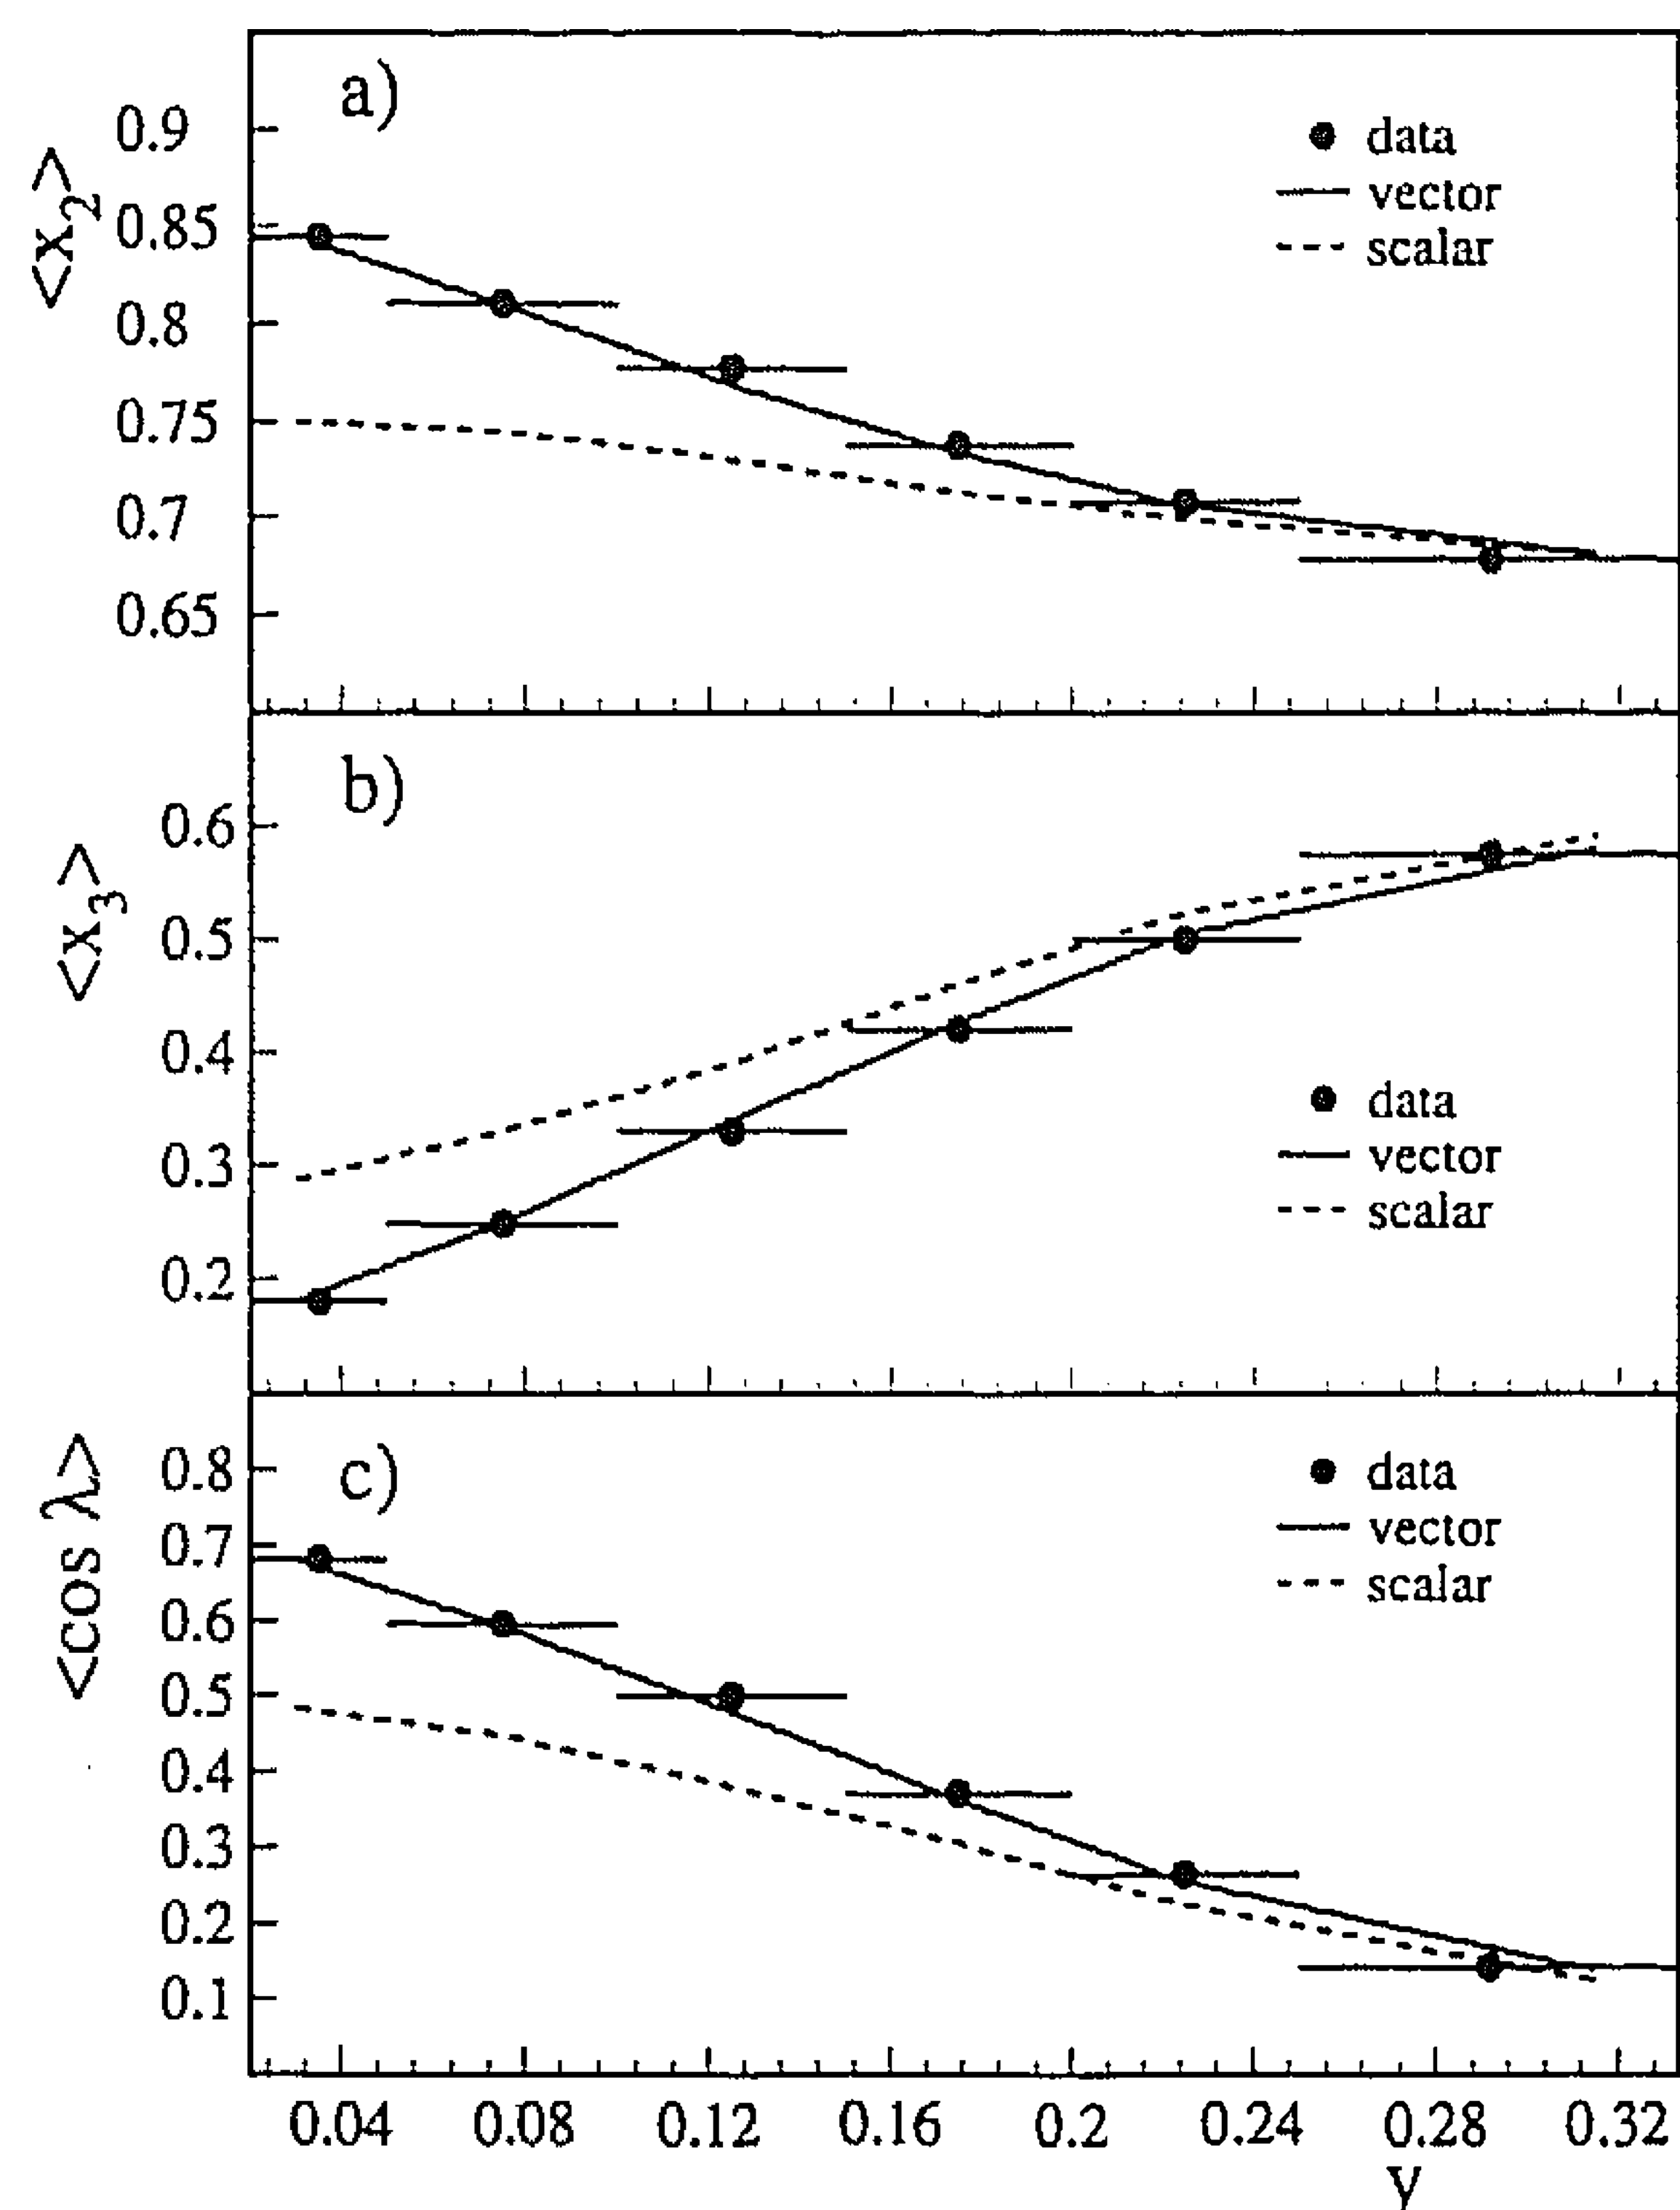 a)
<x2>
0.9
0.85
0.8
0.75
0.7
0.65
data
vector
scalar
b)
<x3>
0.6
0.5
0.4
0.3
0.2
data
vector
scalar
c)
<cos λ>
0.8
0.7
0.6
0.5
0.4
0.3
0.2
0.1
data
vector
scalar
0.04 0.08 0.12 0.16 0.2 0.24 0.28 0.32
y